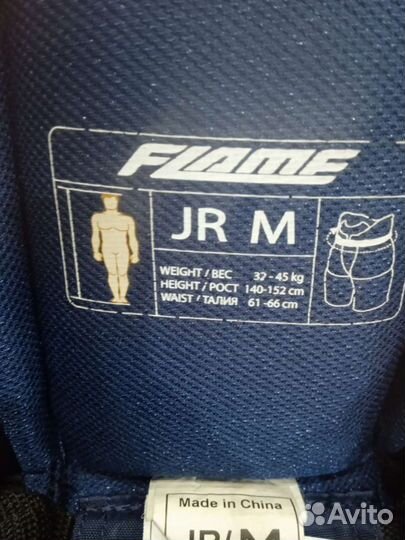 FLAME
JR M
WEIGHT / ВЕС 32 - 45 kg
HEIGHT / РОСТ 140-152 cm
WAIST / ТАЛИЯ 61 -66 cm
Made in China
JR/M
Avito